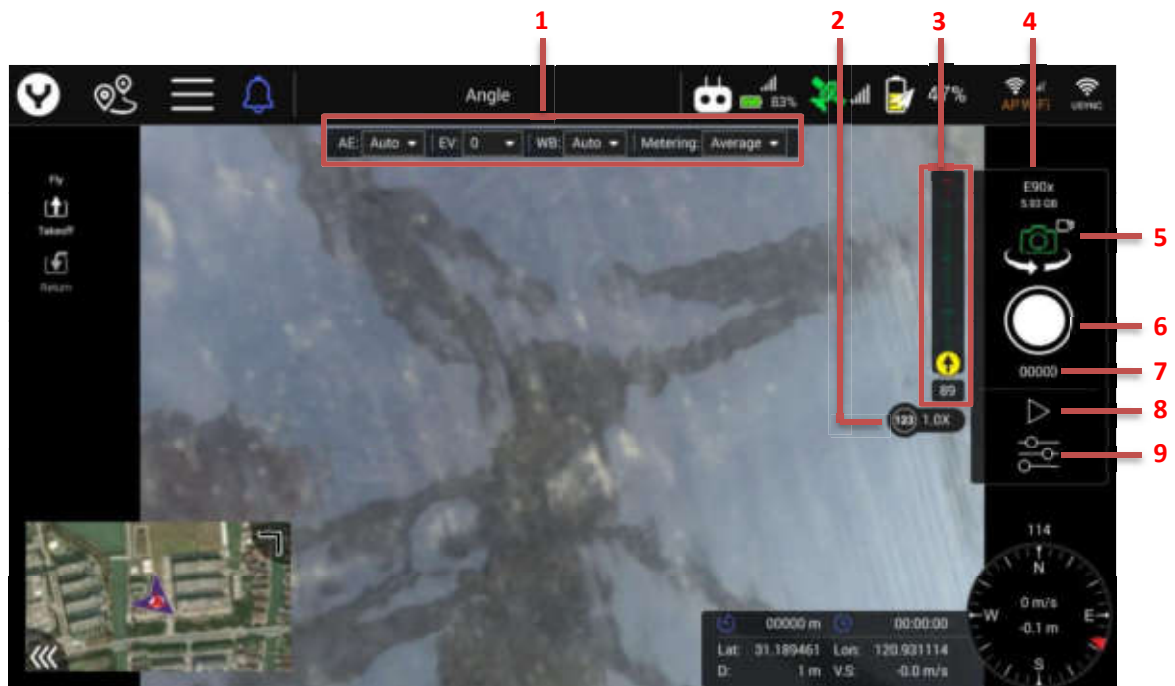 1 2 3 4
Angle
83%
47%
AP WiFi
UDYNC
AE: Auto EV: 0 WB: Auto Metering: Average
E90x
Fly
Takeoff
5
6
00000
7
Return
89
123 1.0X
8
9
114
N
00000 m 00:00:00
0 m/s
W E
-0.1 m
Lat: 31.189461 Lon: 120.931114
D: 1 m V.S: -0.0 m/s
S